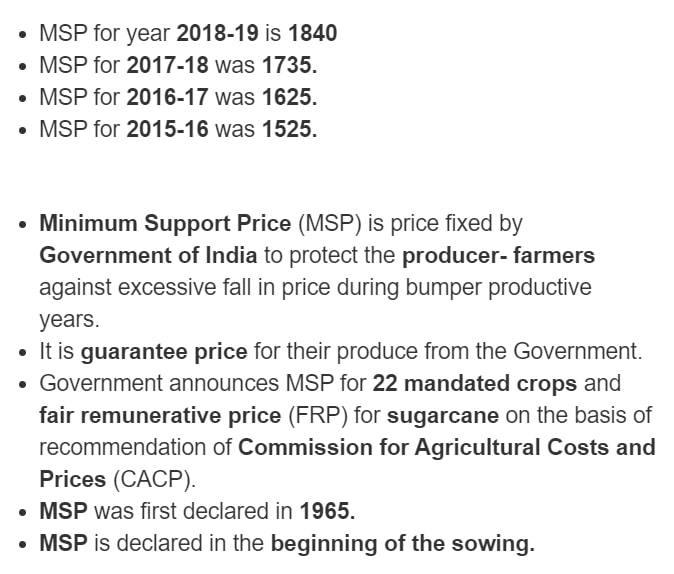 • MSP for year 2018-19 is 1840
• MSP for 2017-18 was 1735.
• MSP for 2016-17 was 1625.
• MSP for 2015-16 was 1525.
• Minimum Support Price (MSP) is price fixed by
Government of India to protect the producer- farmers
against excessive fall in price during bumper productive
years.
• It is guarantee price for their produce from the Government.
• Government announces MSP for 22 mandated crops and
fair remunerative price (FRP) for sugarcane on the basis of
recommendation of Commission for Agricultural Costs and
Prices (CACP).
• MSP was first declared in 1965.
• MSP is declared in the beginning of the sowing.